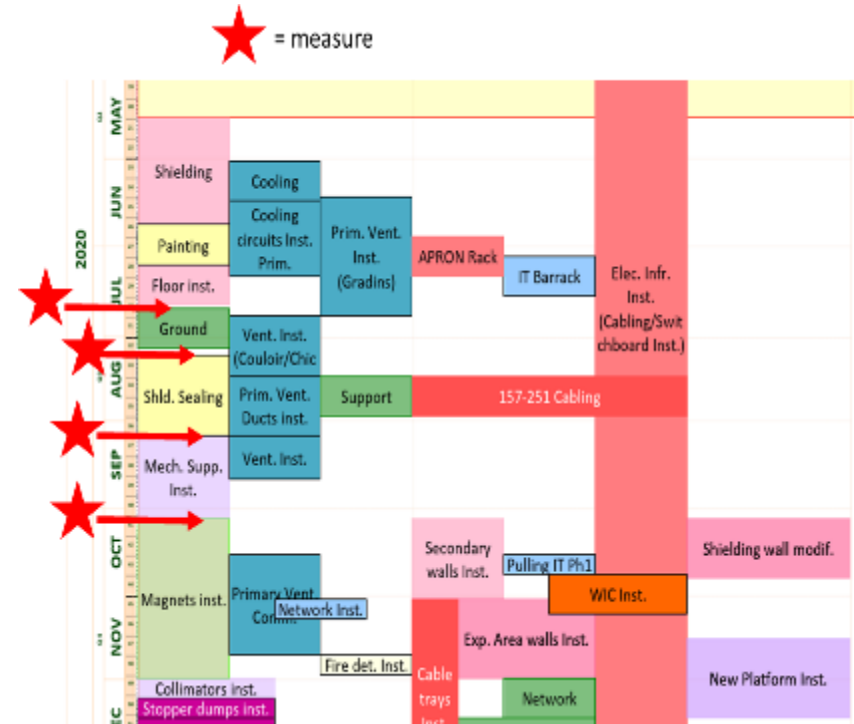 = measure
MAY
JUN
2020
JUL
AUG
SEP
OCT
NOV
EC
Shielding
Painting
Floor inst.
Ground
Shld. Sealing
Mech. Supp.
Inst.
Magnets inst.
Collimators inst.
Stopper dumps inst.
Cooling
Cooling
circuits Inst.
Prim.
Vent. Inst.
(Couloir/Chic
Prim. Vent.
Ducts inst.
Vent. Inst.
Primary Vent.
Network Inst.
Prim. Vent.
Inst.
(Gradins)
Support
Fire det. Inst.
APRON Rack
IT Barrack
Elec. Infr.
Inst.
(Cabling/Swit
chboard Inst.)
157-251 Cabling
Secondary
walls Inst.
Pulling IT Ph1
WIC Inst.
Shielding wall modif.
Exp. Area walls Inst.
Cable
trays
Inst.
Network
New Platform Inst.